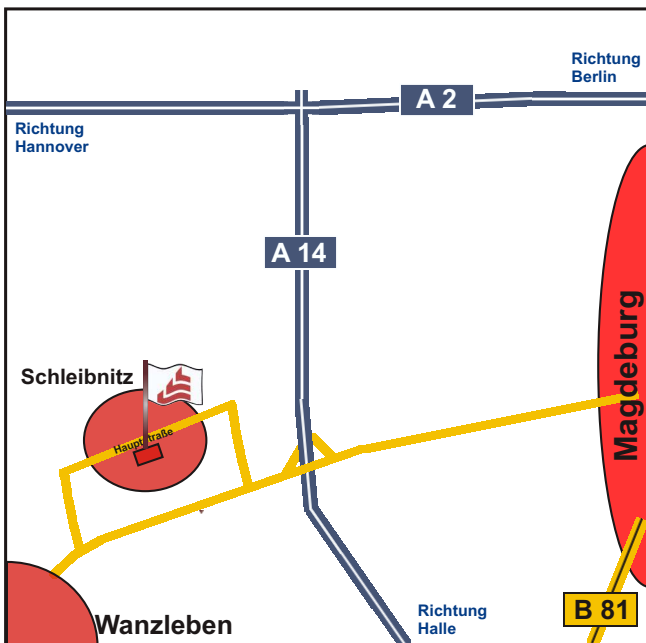 Richtung
Berlin
A 2
Richtung
Hannover
A 14
Magdeburg
Schleibnitz
Hauptstraße
B 81
Richtung
Halle
Wanzleben